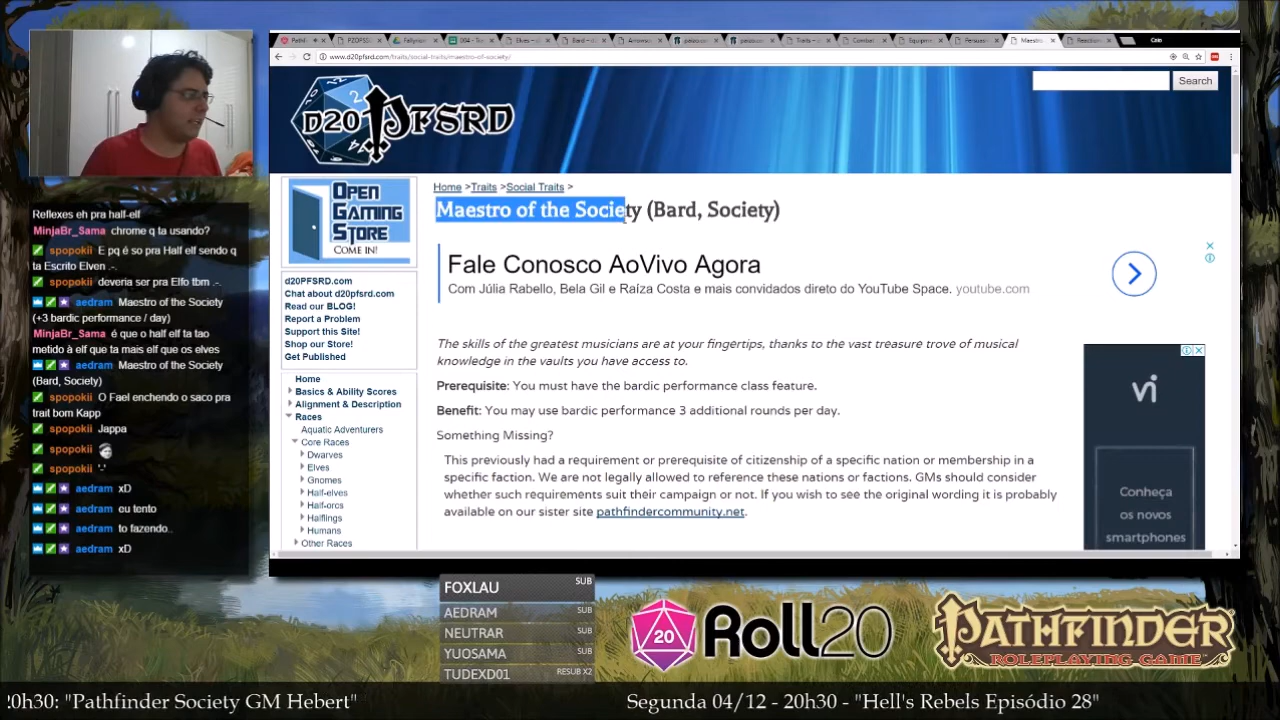 Caio
www.d20pfsrd.com/traits/social-traits/maestro-of-society/
D20 PFSRD
Search
OPEN
GAMING
STORE
COME IN!
Home >Traits >Social Traits >
Maestro of the Society (Bard, Society)
Fale Conosco AoVivo Agora
Com Júlia Rabello, Bela Gil e Raíza Costa e mais convidados direto do YouTube Space. youtube.com
The skills of the greatest musicians are at your fingertips, thanks to the vast treasure trove of musical
knowledge in the vaults you have access to.
Prerequisite: You must have the bardic performance class feature.
Benefit: You may use bardic performance 3 additional rounds per day.
Something Missing?
This previously had a requirement or prerequisite of citizenship of a specific nation or membership in a
specific faction. We are not legally allowed to reference these nations or factions. GMs should consider
whether such requirements suit their campaign or not. If you wish to see the original wording it is probably
available on our sister site pathfindercommunity.net.
d20PFSRD.com
Chat about d20pfsrd.com
Read our BLOG!
Report a Problem
Support this Site!
Shop our Store!
Get Published
Home
Basics & Ability Scores
Alignment & Description
Races
Aquatic Adventurers
Core Races
Dwarves
Elves
Gnomes
Half-elves
Half-orcs
Halflings
Humans
Other Races
vi
Conheça
os novos
smartphones
Reflexes eh pra half-elf
MinjaBr_Sama chrome q ta usando?
spopokii E pq é so pra Half elf sendo q
ta Escrito Elven .-.
spopokii deveria ser pra Elfo tbm .-.
aedram Maestro of the Society
(+3 bardic performance / day)
MinjaBr_Sama é que o half elf ta tao
metido à elf que ta mais elf que os elves
aedram Maestro of the Society
(Bard, Society)
spopokii O Fael enchendo o saco pra
trait bom Kapp
spopokii Jappa
spopokii
spopokii '-'
aedram xD
aedram eu tento
aedram to fazendo..
aedram xD
FOXLAU SUB
AEDRAM SUB
NEUTRAR SUB
YUOSAMA SUB
TUDEXD01 RESUB X2
20 Roll20
PATHFINDER
ROLEPLAYING GAME
20h30: "Pathfinder Society GM Hebert"
Segunda 04/12 - 20h30 - "Hell's Rebels Episódio 28"